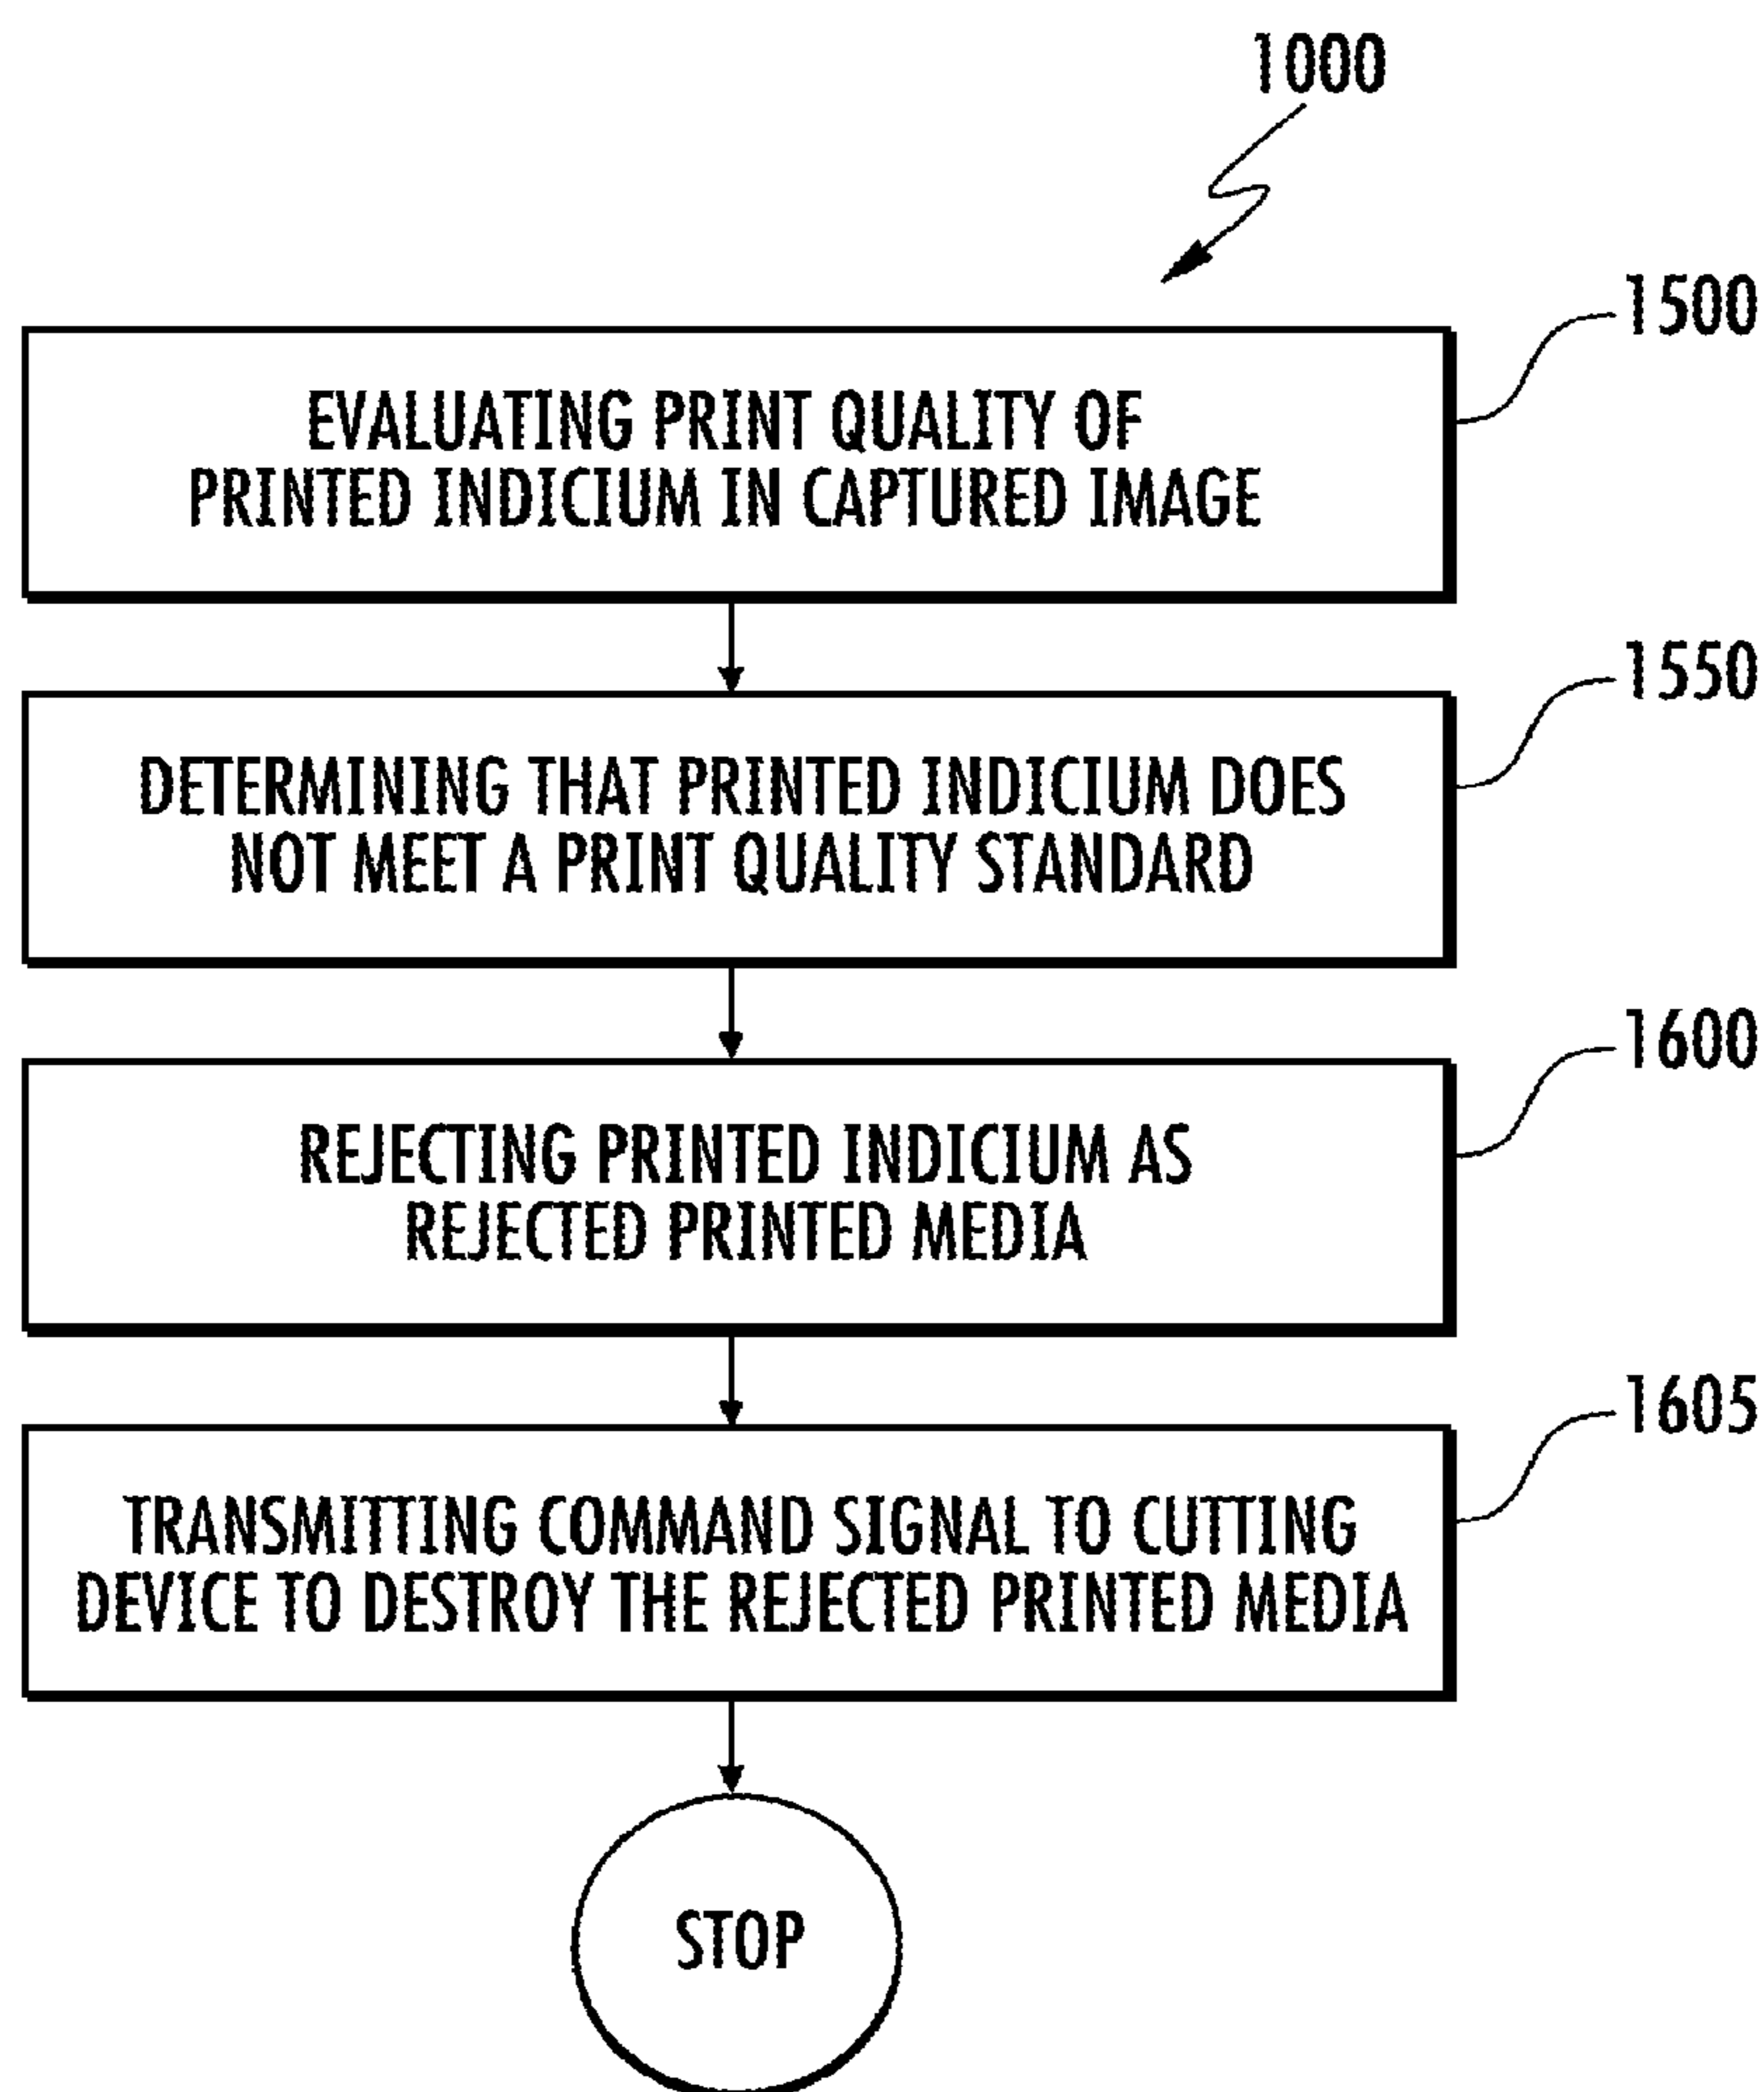 1000
1500
EVALUATING PRINT QUALITY OF
PRINTED INDICIUM IN CAPTURED IMAGE
1550
DETERMINING THAT PRINTED INDICIUM DOES
NOT MEET A PRINT QUALITY STANDARD
1600
REJECTING PRINTED INDICIUM AS
REJECTED PRINTED MEDIA
1605
TRANSMITTING COMMAND SIGNAL TO CUTTING
DEVICE TO DESTROY THE REJECTED PRINTED MEDIA
STOP